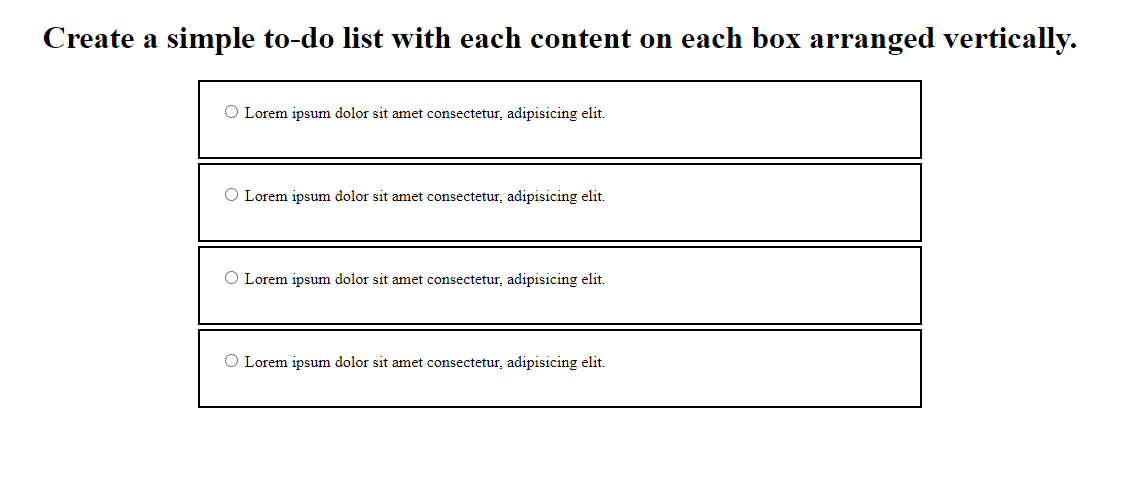 Create a simple to-do list with each content on each box arranged vertically.
Lorem ipsum dolor sit amet consectetur, adipisicing elit.
Lorem ipsum dolor sit amet consectetur, adipisicing elit.
Lorem ipsum dolor sit amet consectetur, adipisicing elit.
Lorem ipsum dolor sit amet consectetur, adipisicing elit.